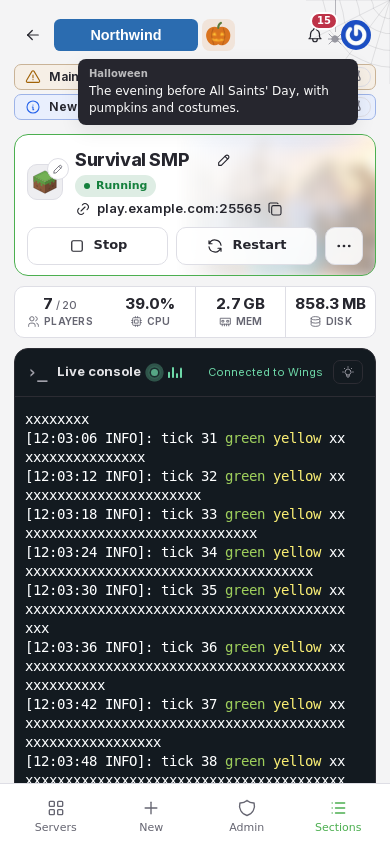 Northwind
15
Main
New
Halloween
The evening before All Saints' Day, with
pumpkins and costumes.
Survival SMP
Running
play.example.com:25565
Stop
Restart
7 / 20
PLAYERS
39.0%
CPU
2.7 GB
MEM
858.3 MB
DISK
Live console
Connected to Wings
xxxxxxxx
[12:03:06 INFO]: tick 31 green yellow xx
xxxxxxxxxxxxxxx
[12:03:12 INFO]: tick 32 green yellow xx
xxxxxxxxxxxxxxxxxxxxxx
[12:03:18 INFO]: tick 33 green yellow xx
xxxxxxxxxxxxxxxxxxxxxxxxxxxxx
[12:03:24 INFO]: tick 34 green yellow xx
xxxxxxxxxxxxxxxxxxxxxxxxxxxxxxxxxxxx
[12:03:30 INFO]: tick 35 green yellow xx
xxxxxxxxxxxxxxxxxxxxxxxxxxxxxxxxxxxxxxxx
xxx
[12:03:36 INFO]: tick 36 green yellow xx
xxxxxxxxxxxxxxxxxxxxxxxxxxxxxxxxxxxxxxxx
xxxxxxxxxx
[12:03:42 INFO]: tick 37 green yellow xx
xxxxxxxxxxxxxxxxxxxxxxxxxxxxxxxxxxxxxxxx
xxxxxxxxxxxxxxxxx
[12:03:48 INFO]: tick 38 green yellow xx
xxxxxxxxxxxxxxxxxxxxxxxxxxxxxxxxxxxxxxxx
Servers
New
Admin
Sections